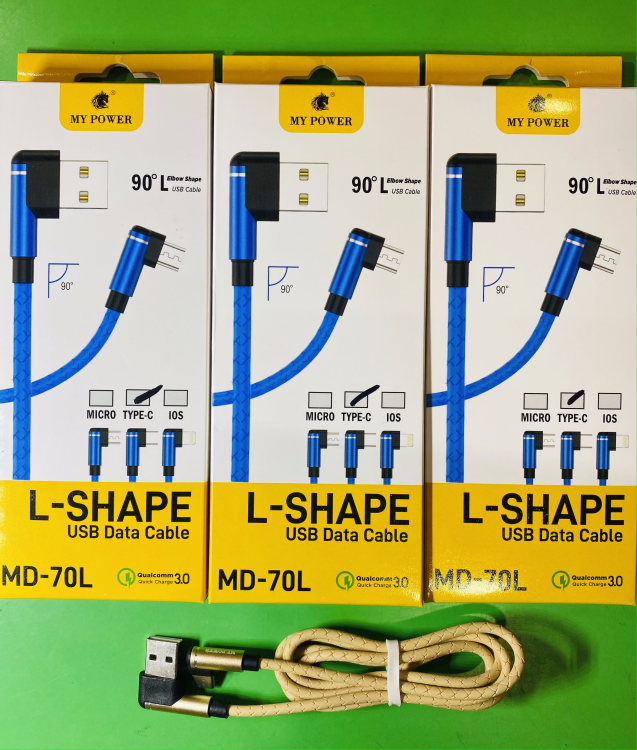 ®
MY POWER
90° L Elbow Shape
USB Cable
90°
MICRO TYPE-C IOS
L-SHAPE
USB Data Cable
MD-70L
Qualcomm
Quick Charge 3.0
®
MY POWER
90° L Elbow Shape
USB Cable
90°
MICRO TYPE-C IOS
L-SHAPE
USB Data Cable
MD-70L
Qualcomm
Quick Charge 3.0
®
MY POWER
90° L Elbow Shape
USB Cable
90°
MICRO TYPE-C IOS
L-SHAPE
USB Data Cable
MD-70L
Qualcomm
Quick Charge 3.0